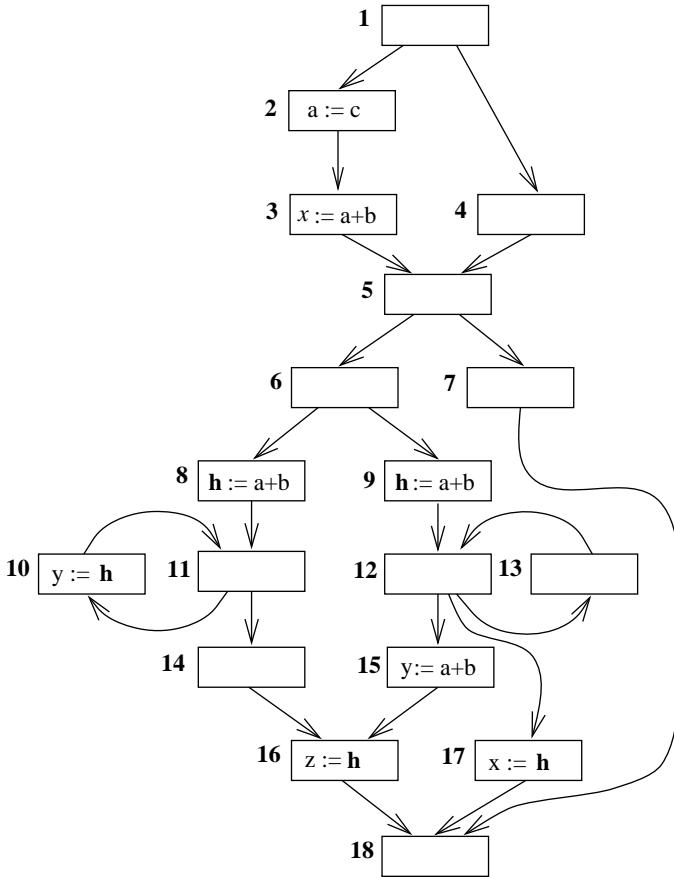 1
2 a := c
3 x := a+b 4
5
6 7
8 h := a+b 9 h := a+b
10 y := h 11 12 13
14 15 y:= a+b
16 z := h 17 x := h
18